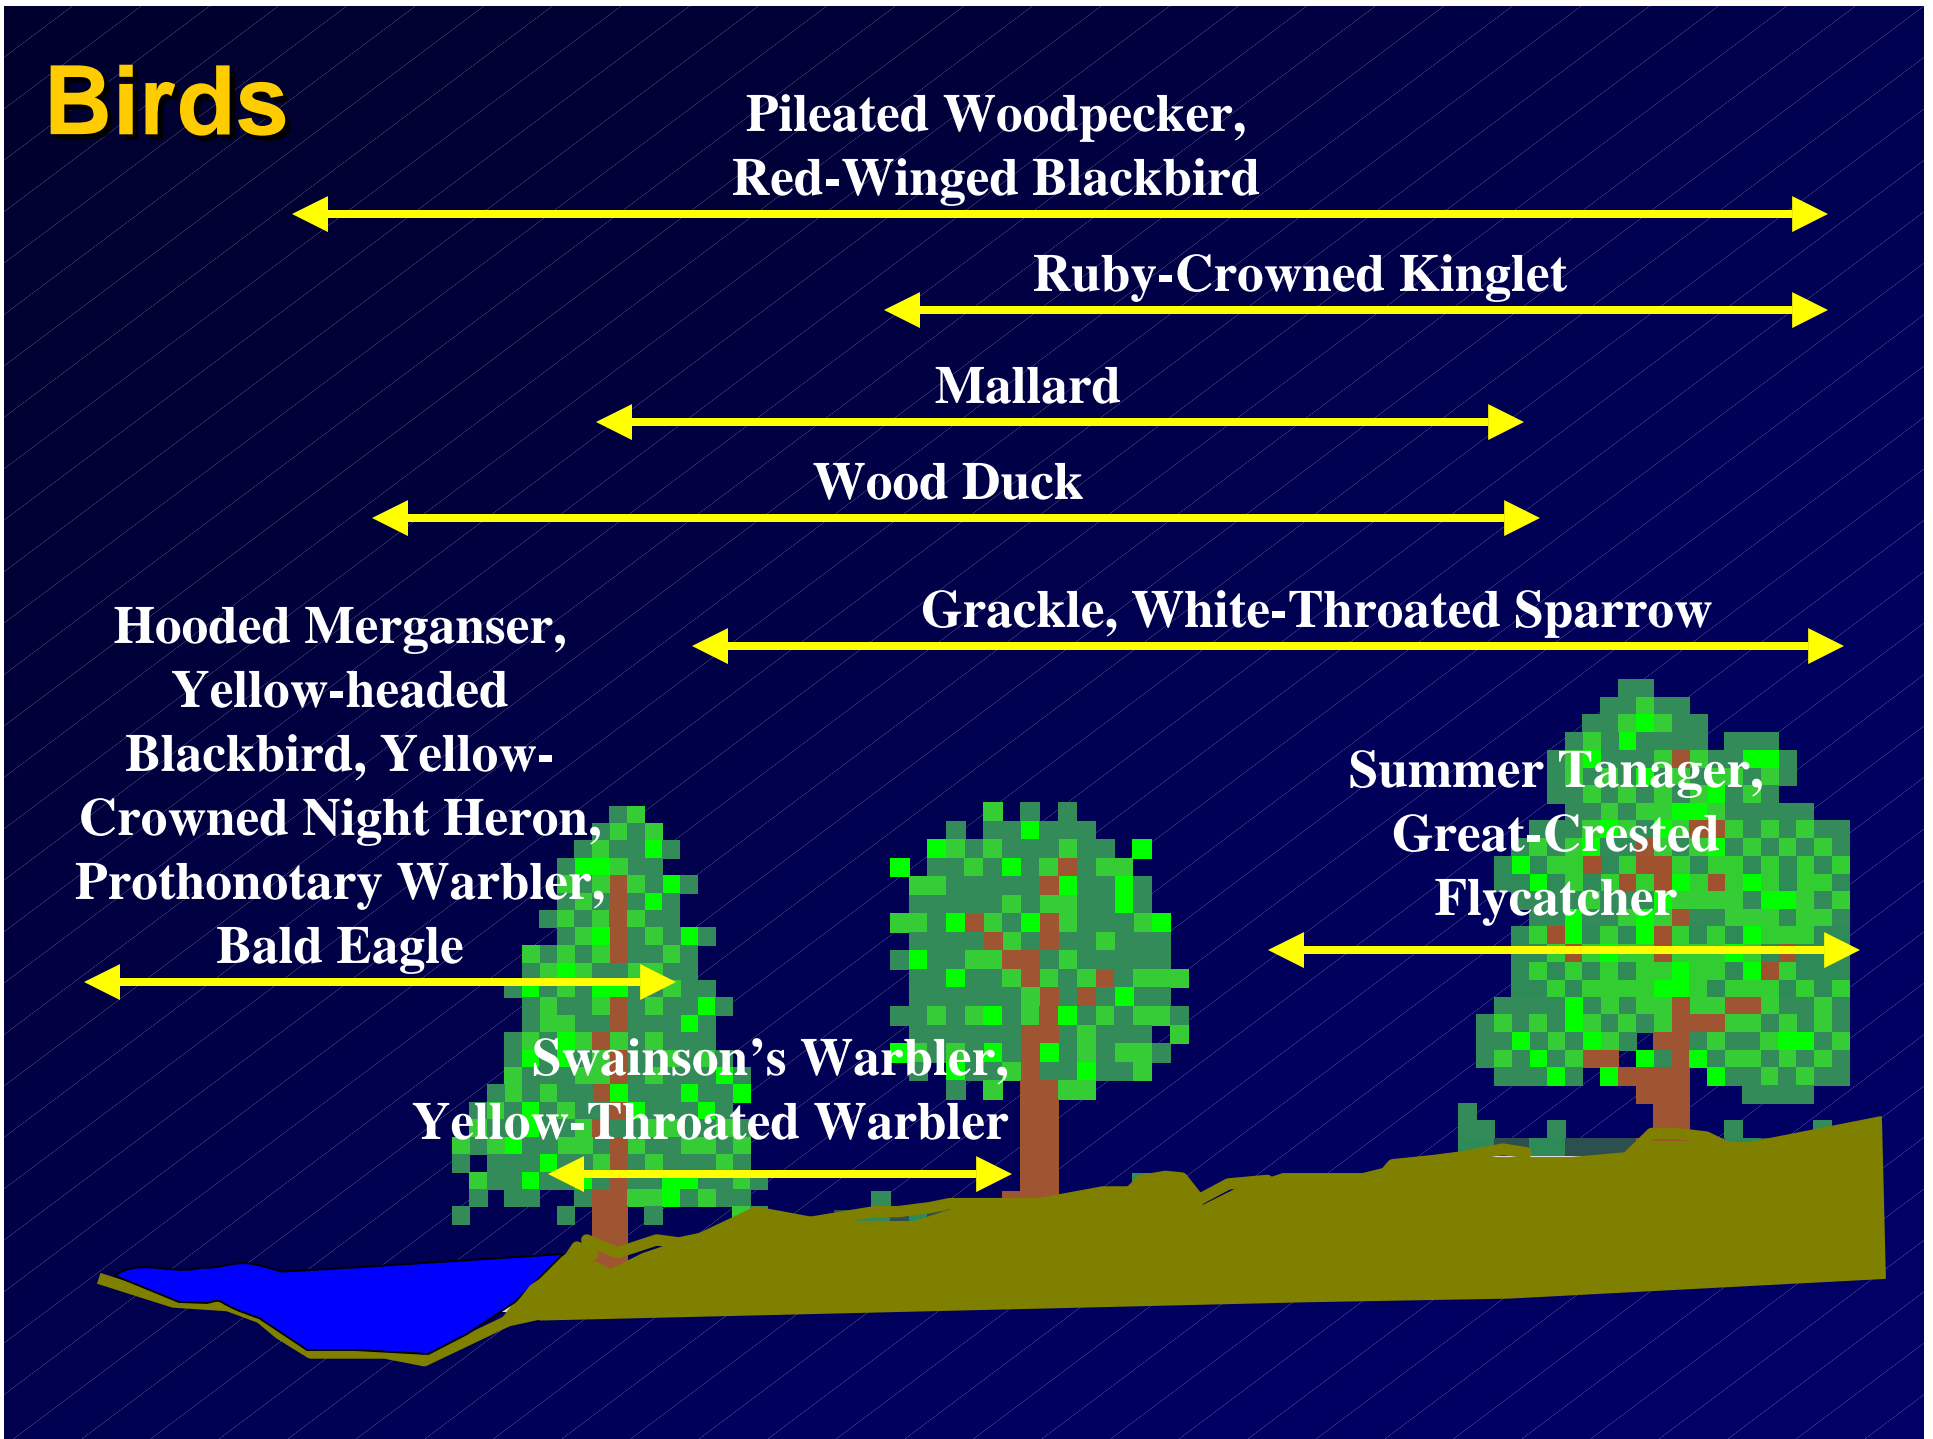 Birds
Pileated Woodpecker,
Red-Winged Blackbird
Ruby-Crowned Kinglet
Mallard
Wood Duck
Grackle, White-Throated Sparrow
Hooded Merganser,
Yellow-headed
Blackbird, Yellow-
Crowned Night Heron,
Prothonotary Warbler,
Bald Eagle
Summer Tanager,
Great-Crested
Flycatcher
Swainson’s Warbler,
Yellow-Throated Warbler